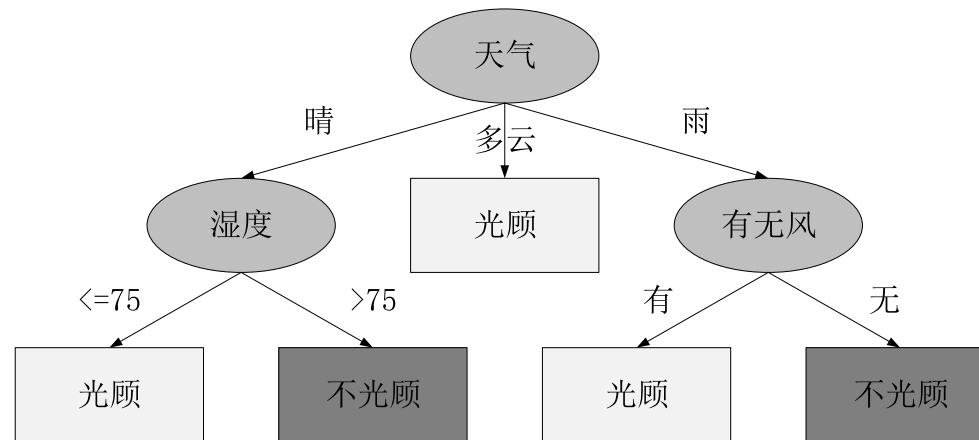 天气
晴
多云
雨
湿度
光顾
有无风
<=75
>75
有
无
光顾
不光顾
光顾
不光顾